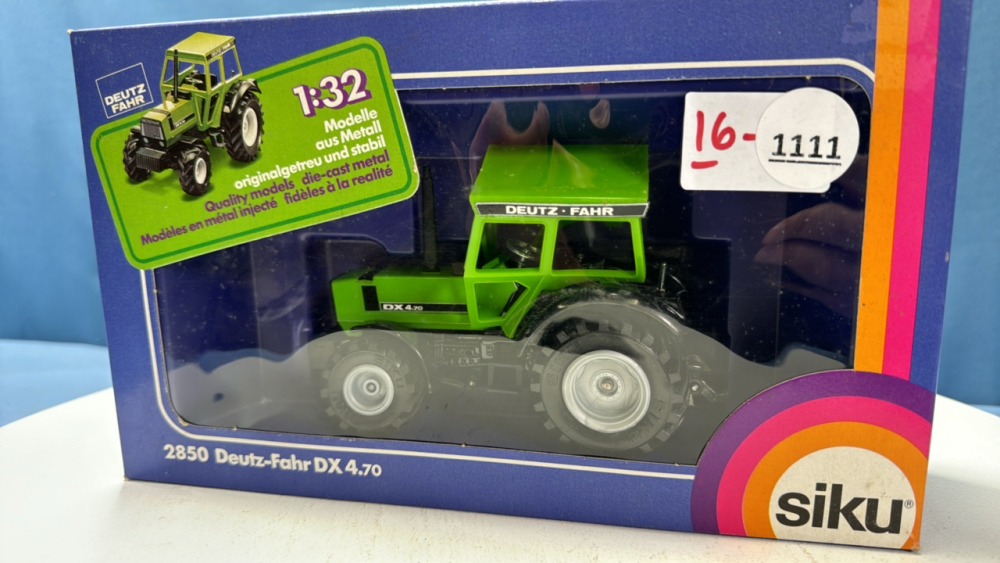 DEUTZ
FAHR
1:32
Modelle
aus Metall
originalgetreu und stabil
Quality models die-cast metal
Modèles en métal injecté fidèles à la realité
16-
1111
DEUTZ · FAHR
DX 4.70
2850 Deutz-Fahr DX 4.70
siku®